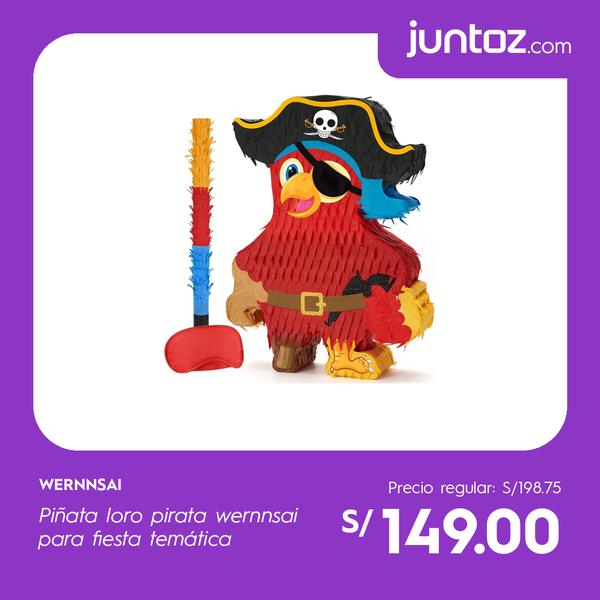 juntoz.com
WERNNSAI
Piñata loro pirata wernnsai
para fiesta temática
Precio regular: S/198.75
S/149.00